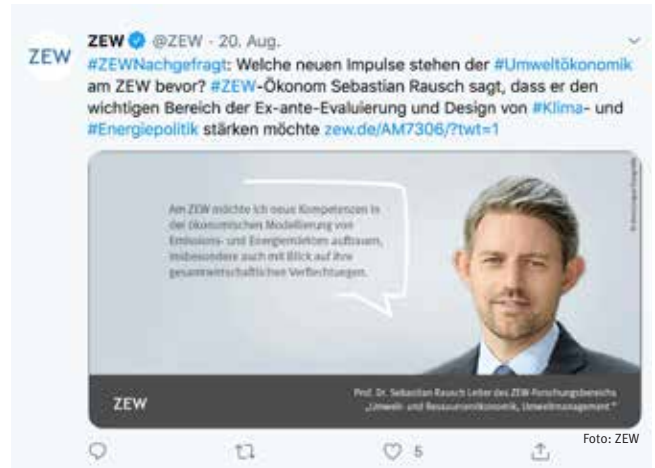 ZEW
ZEW @ZEW - 20. Aug.
#ZEWNachgefragt: Welche neuen Impulse stehen der #Umweltökonomik
am ZEW bevor? #ZEW-Ökonom Sebastian Rausch sagt, dass er den
wichtigen Bereich der Ex-ante-Evaluierung und Design von #Klima- und
#Energiepolitik stärken möchte zew.de/AM7306/?twt=1
Am ZEW möchte ich neue Kompetenzen in
der ökonomischen Modellierung von
Emissions- und Energiemärkten aufbauen,
insbesondere auch mit Blick auf ihre
gesamtwirtschaftlichen Verflechtungen.
ZEW
Prof. Dr. Sebastian Rausch Leiter des ZEW-Forschungsbereichs
„Umwelt- und Ressourcenökonomik, Umweltmanagement“
5
Foto: ZEW